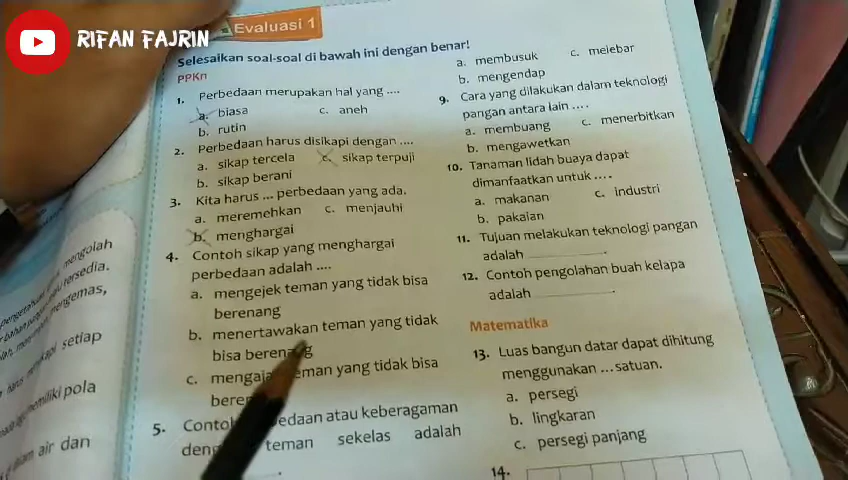 RIFAN FAJRIN
Evaluasi 1
Selesaikan soal-soal di bawah ini dengan benar!
PPKn
1. Perbedaan merupakan hal yang ....
a. biasa c. aneh
b. rutin
2. Perbedaan harus disikapi dengan ....
a. sikap tercela c. sikap terpuji
b. sikap berani
3. Kita harus ... perbedaan yang ada.
a. meremehkan c. menjauhi
b. menghargai
4. Contoh sikap yang menghargai
perbedaan adalah ....
a. mengejek teman yang tidak bisa
berenang
b. menertawakan teman yang tidak
bisa berenang
c. teman yang tidak bisa
5. perbedaan atau keberagaman
teman sekelas adalah
a. membusuk c. melebar
b. mengendap
9. Cara yang dilakukan dalam teknologi
pangan antara lain ....
a. membuang c. menerbitkan
b. mengawetkan
10. Tanaman lidah buaya dapat
dimanfaatkan untuk ....
a. makanan c. industri
b. pakaian
11. Tujuan melakukan teknologi pangan
adalah ____________.
12. Contoh pengolahan buah kelapa
adalah ____________.
Matematika
13. Luas bangun datar dapat dihitung
menggunakan ... satuan.
a. persegi
b. lingkaran
c. persegi panjang
14.
mengolah
tersedia.
mengemas,
setiap
memiliki pola
air dan